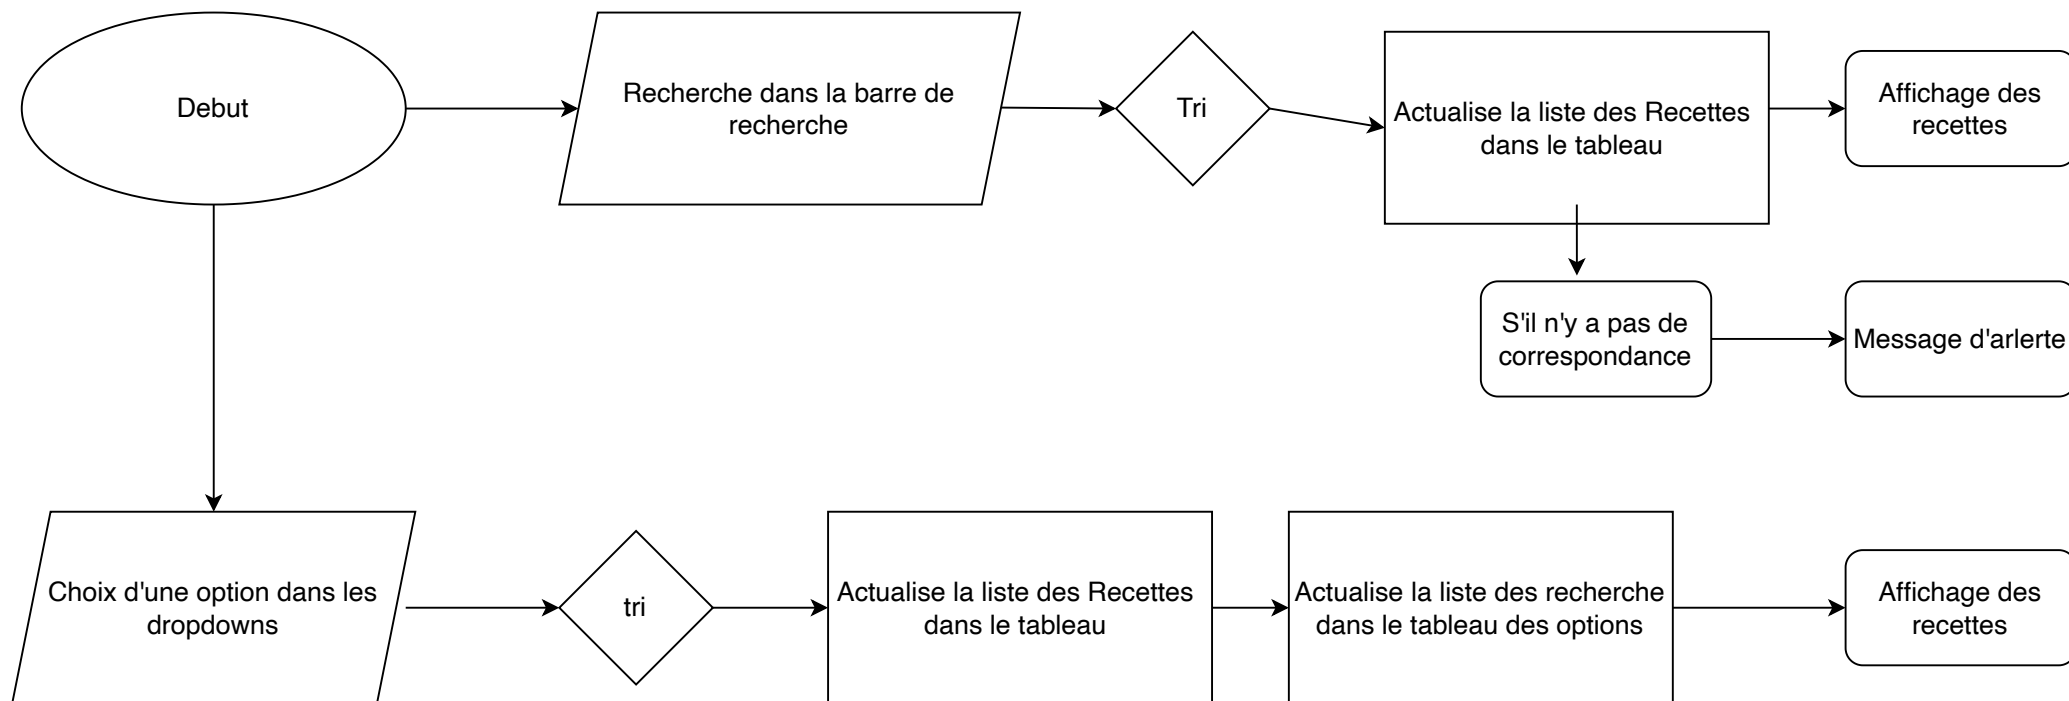 Debut
Recherche dans la barre de
recherche
Tri
Actualise la liste des Recettes
dans le tableau
Affichage des
recettes
S'il n'y a pas de
correspondance
Message d'arlerte
Choix d'une option dans les
dropdowns
tri
Actualise la liste des Recettes
dans le tableau
Actualise la liste des recherche
dans le tableau des options
Affichage des
recettes